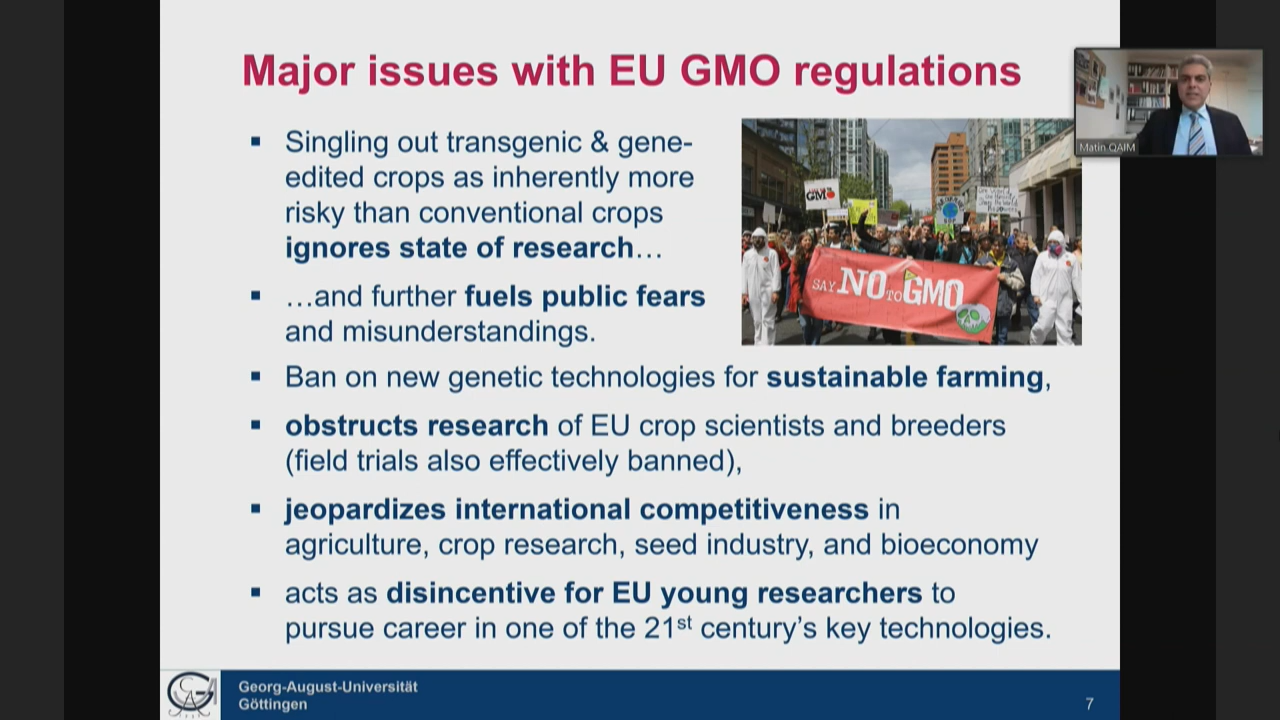 Major issues with EU GMO regulations
Matin QAIM
▪ Singling out transgenic & gene-
edited crops as inherently more
risky than conventional crops
ignores state of research…
▪ …and further fuels public fears
and misunderstandings.
SAY NO TO GMO
▪ Ban on new genetic technologies for sustainable farming,
▪ obstructs research of EU crop scientists and breeders
(field trials also effectively banned),
▪ jeopardizes international competitiveness in
agriculture, crop research, seed industry, and bioeconomy
▪ acts as disincentive for EU young researchers to
pursue career in one of the 21st century’s key technologies.
Georg-August-Universität
Göttingen
7